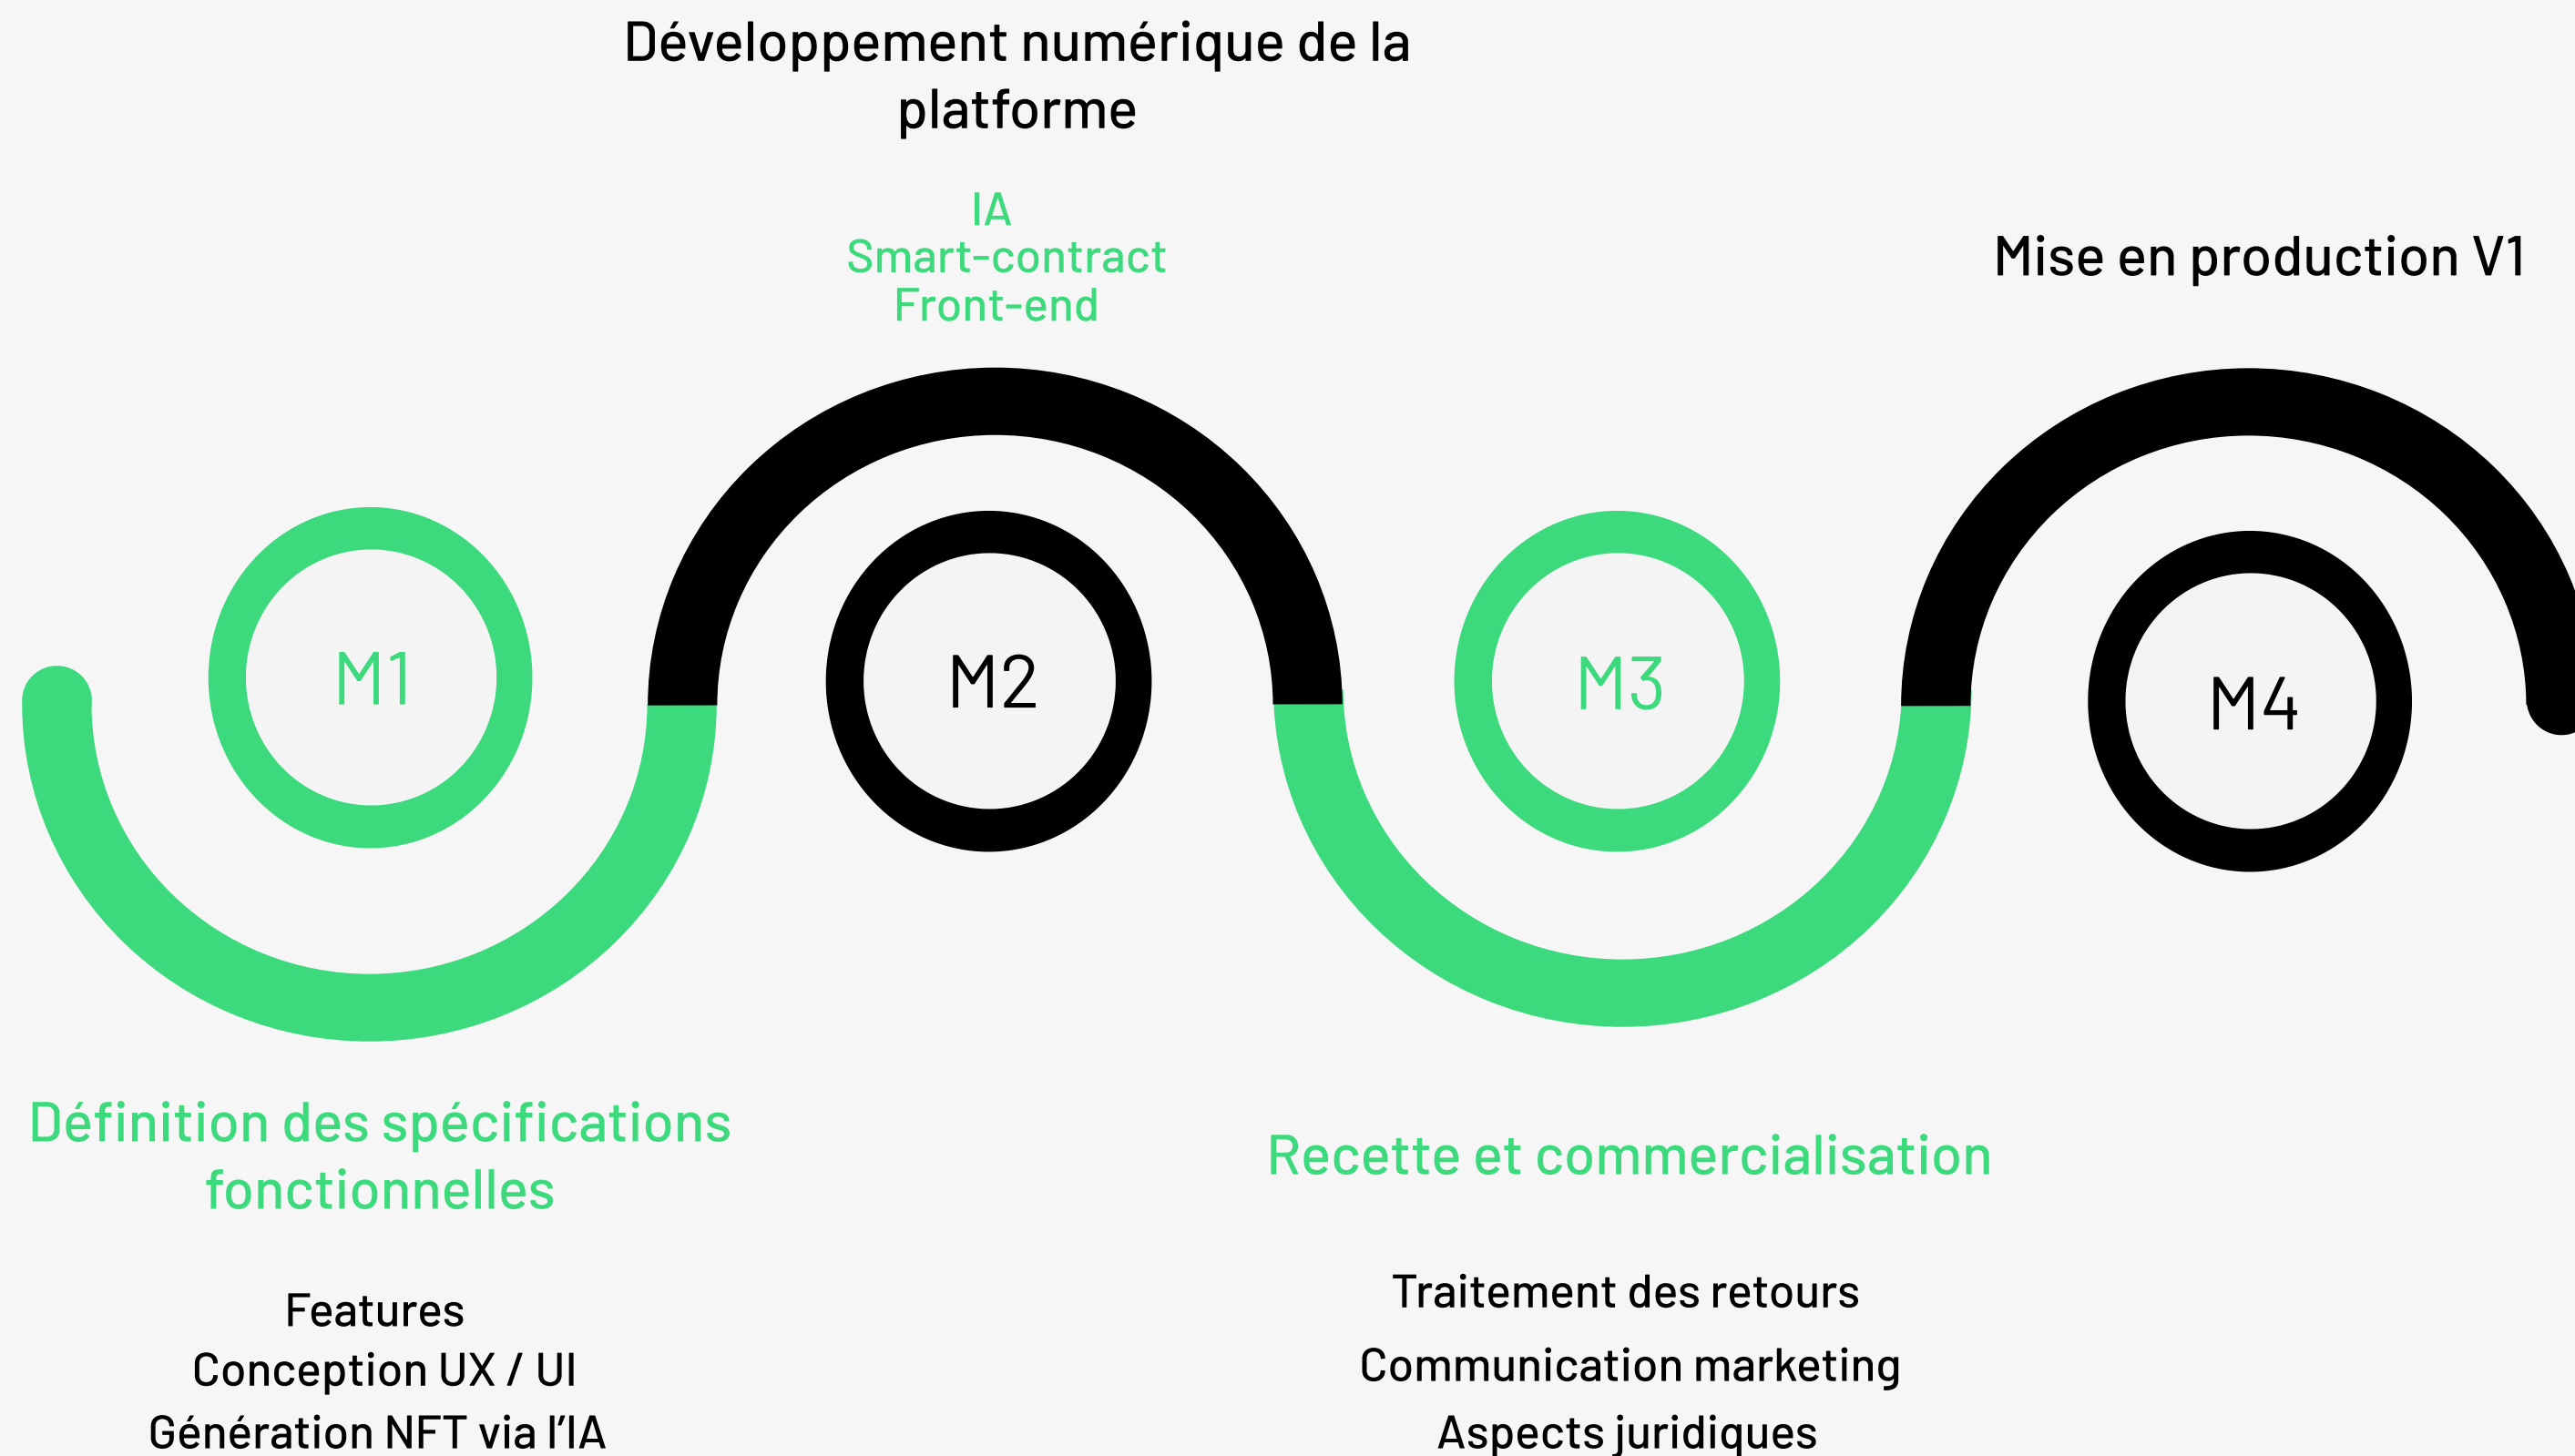 Développement numérique de la
platforme
IA
Smart-contract
Front-end
Mise en production V1
M1
M2
M3
M4
Définition des spécifications
fonctionnelles
Features
Conception UX / UI
Génération NFT via l'IA
Recette et commercialisation
Traitement des retours
Communication marketing
Aspects juridiques